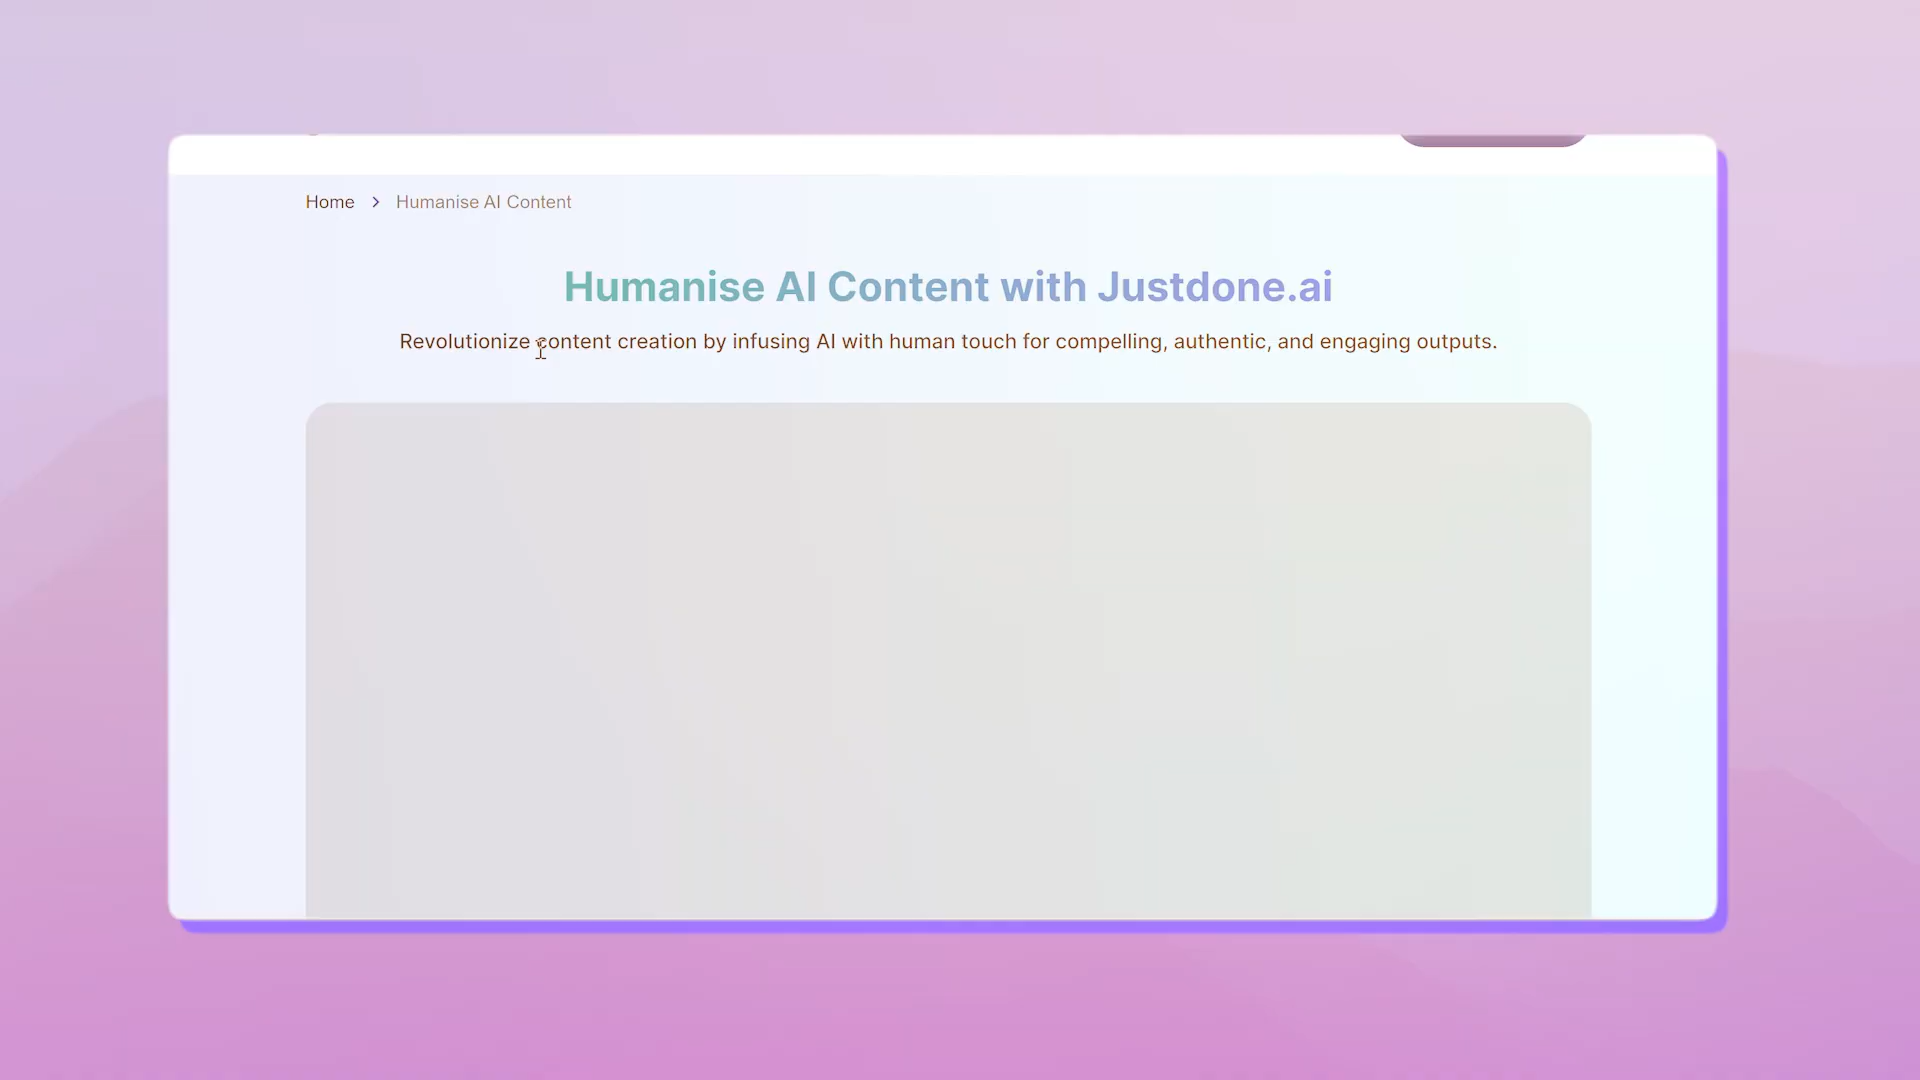 Home > Humanise AI Content
Humanise AI Content with Justdone.ai
Revolutionize content creation by infusing AI with human touch for compelling, authentic, and engaging outputs.